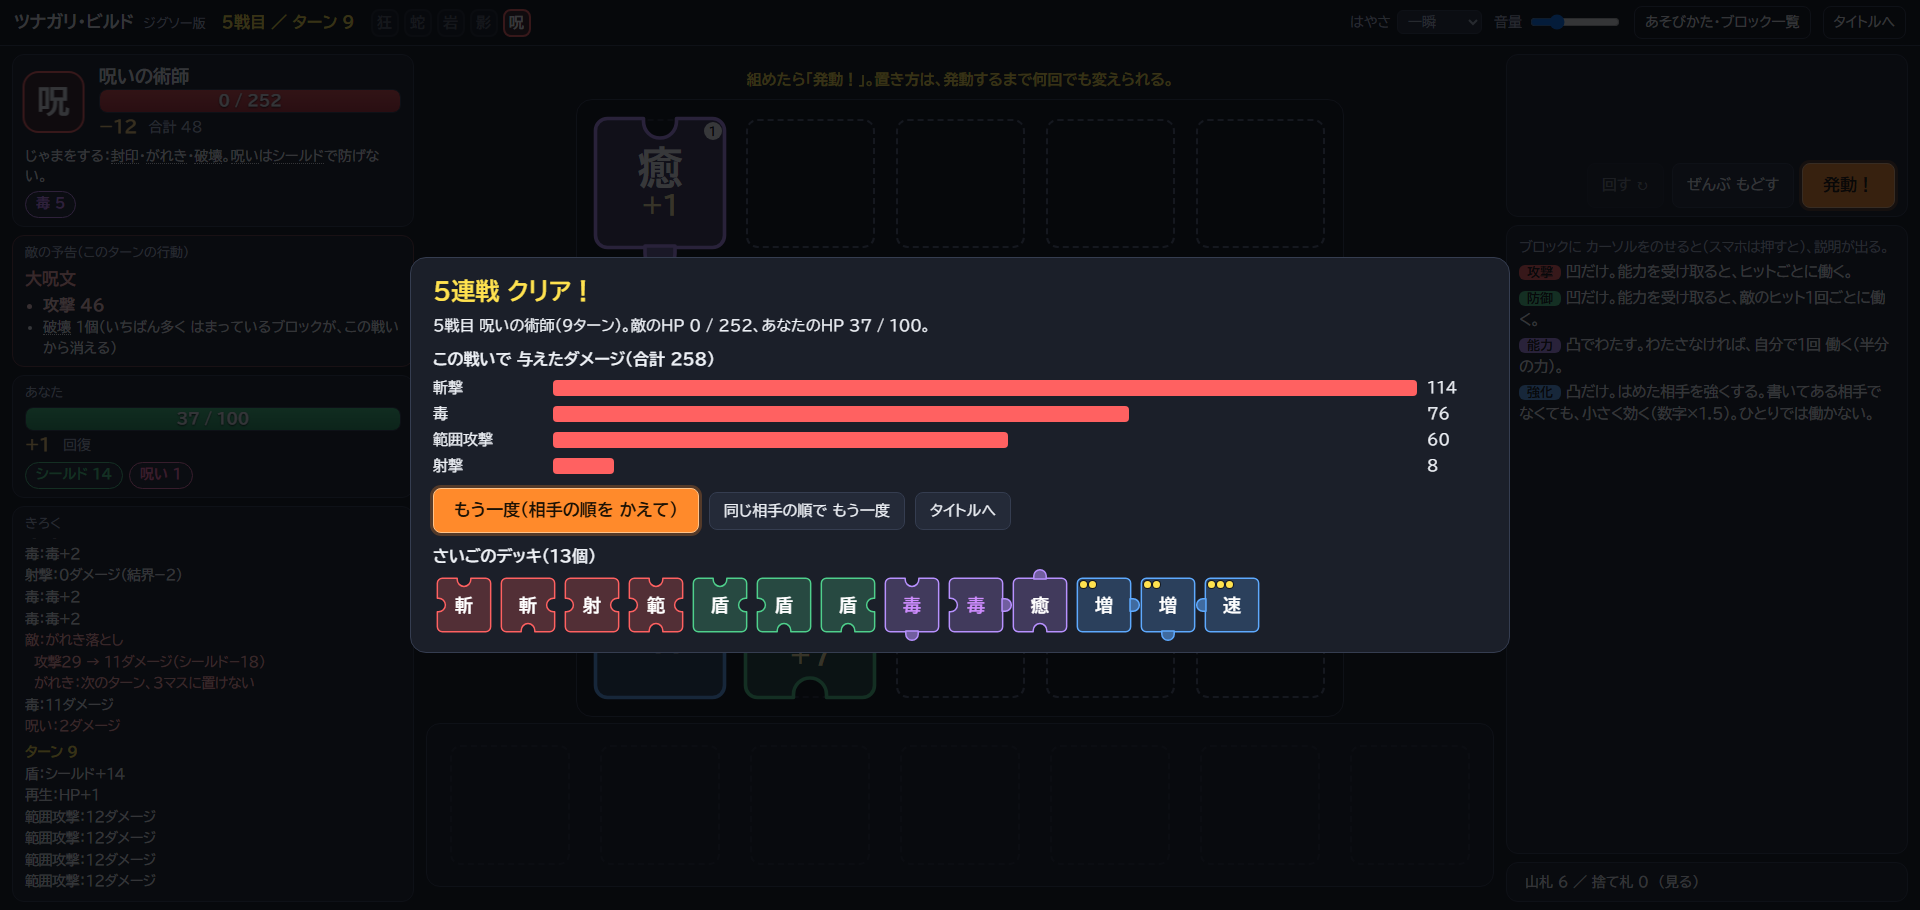 ツナガリ・ビルド ジグソー版 5戦目 ／ ターン 9 狂 蛇 岩 影 呪
はやさ 一瞬 音量 あそびかた・ブロック一覧 タイトルへ
呪
呪いの術師
0 / 252
−12 合計 48
じゃまをする：封印・がれき・破壊。呪いはシールドで防げな
い。
毒 5
敵の予告（このターンの行動）
大呪文
• 攻撃 46
• 破壊 1個（いちばん多く はまっているブロックが、この戦い
から消える）
あなた
37 / 100
+1 回復
シールド 14 呪い 1
きろく
毒：毒+2
射撃：0ダメージ（結界−2）
毒：毒+2
毒：毒+2
敵：がれき落とし
攻撃29 → 11ダメージ（シールド−18）
がれき：次のターン、3マスに置けない
毒：11ダメージ
呪い：2ダメージ
ターン 9
盾：シールド+14
再生：HP+1
範囲攻撃：12ダメージ
範囲攻撃：12ダメージ
範囲攻撃：12ダメージ
範囲攻撃：12ダメージ
組めたら「発動！」。置き方は、発動するまで何回でも変えられる。
1
癒
+1
5連戦 クリア！
5戦目 呪いの術師（9ターン）。敵のHP 0 / 252、あなたのHP 37 / 100。
この戦いで 与えたダメージ（合計 258）
斬撃 114
毒 76
範囲攻撃 60
射撃 8
もう一度（相手の順を かえて） 同じ相手の順で もう一度 タイトルへ
さいごのデッキ（13個）
斬 斬 射 範 盾 盾 盾 毒 毒 癒 増 増 速
+7
回す ↻ ぜんぶ もどす 発動！
ブロックに カーソルをのせると（スマホは押すと）、説明が出る。
攻撃 凹だけ。能力を受け取ると、ヒットごとに働く。
防御 凹だけ。能力を受け取ると、敵のヒット1回ごとに働
く。
能力 凸でわたす。わたさなければ、自分で1回 働く（半分
の力）。
強化 凸だけ。はめた相手を強くする。書いてある相手で
なくても、小さく効く（数字×1.5）。ひとりでは働かない。
山札 6 ／ 捨て札 0（見る）